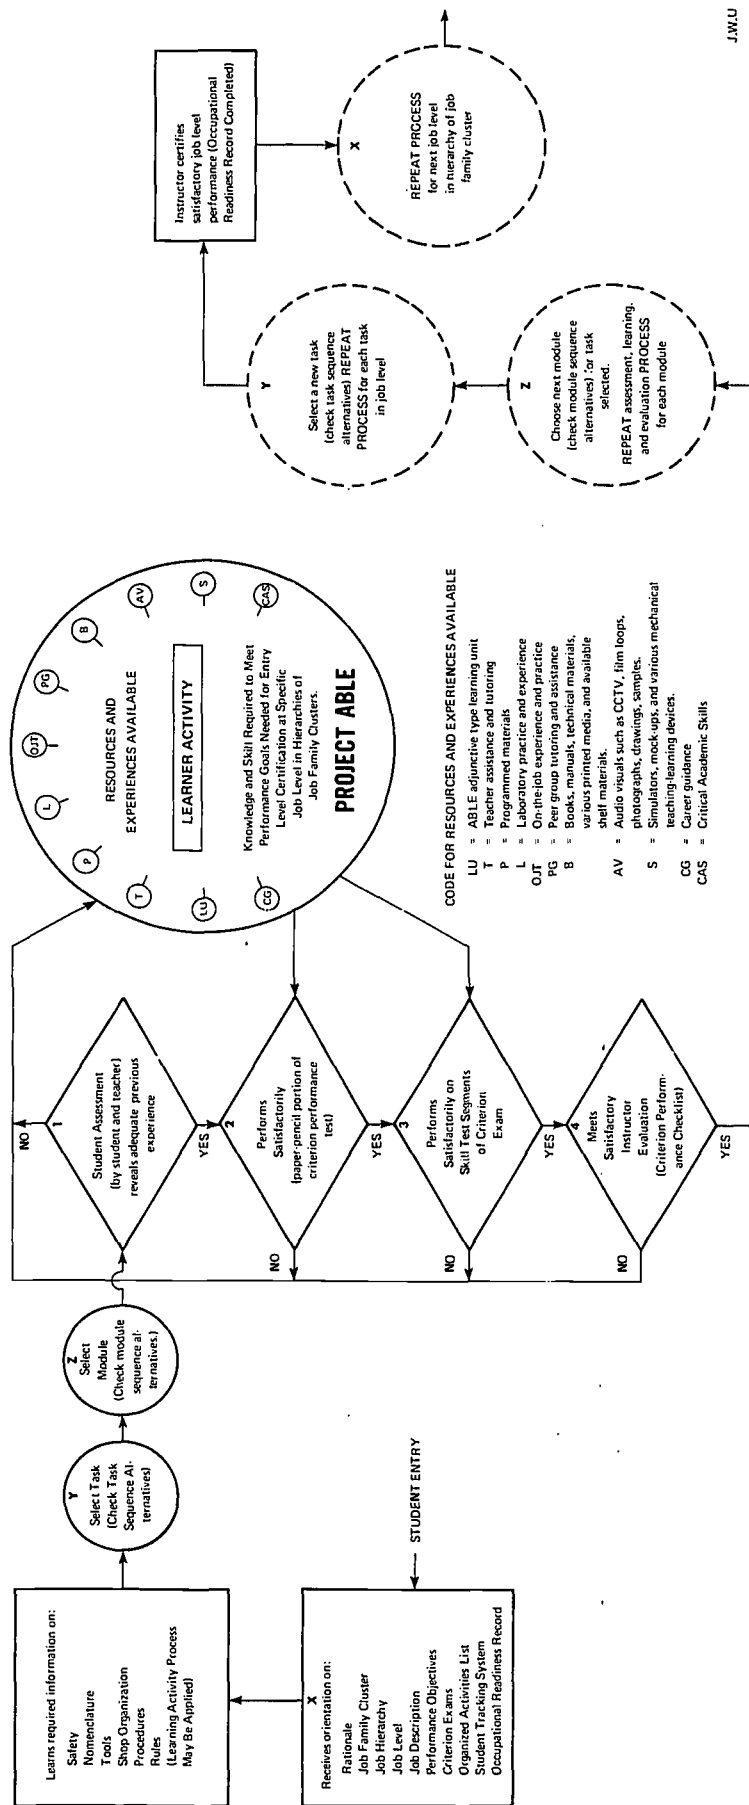 Learns required information on:
Safety
Nomenclature
Tools
Shop Organization
Procedures
Rules
(Learning Activity Process
May Be Applied)
X
Receives orientation on:
Rationale
Job Family Cluster
Job Hierarchy
Job Level
Job Description
Performance Objectives
Criterion Exams
Organized Activities List
Student Tracking System
Occupational Readiness Record
STUDENT ENTRY
Y
Select Task
(Check Task
Sequence Al-
ternatives)
Z
Select
Module
(Check module
sequence al-
ternatives.)
NO
1
Student Assessment
(by student and teacher)
reveals adequate previous
experience
YES
2
Performs
Satisfactority
(paper-pencil portion of
criterion performance
test)
NO
YES
3
Performs
Satisfactority on
Skill Test Segments
of Criterion
Exam
NO
YES
4
Meets
Satisfactory
Instructor
Evaluation
(Criterion Perform-
ance Checklist)
NO
YES
CG
LU
T
P
L
OJT
PG
B
AV
S
CAS
RESOURCES AND
EXPERIENCES AVAILABLE
LEARNER ACTIVITY
Knowledge and Skill Required to Meet
Performance Goals Needed for Entry
Level Certification at Specific
Job Level in Hierarchies of
Job Family Clusters.
PROJECT ABLE
CODE FOR RESOURCES AND EXPERIENCES AVAILABLE
LU = ABLE adjunctive type learning unit
T = Teacher assistance and tutoring
P = Programmed materials
L = Laboratory practice and experience
OJT = On-the-job experience and practice
PG = Peer group tutoring and assistance
B = Books, manuals, technical materials,
various printed media, and available
shelf materials.
AV = Audio visuals such as CCTV, film loops,
photographs, drawings, samples.
S = Simulators, mock-ups, and various mechanical
teaching-learning devices.
CG = Career guidance
CAS = Critical Academic Skills
Z
Choose next module
(check module sequence
alternatives) for task
selected.
REPEAT assessment, learning,
and evaluation PROCESS
for each module
Y
Select a new task
(check task sequence
alternatives) REPEAT
PROCESS for each task
in job level
Instructor certifies
satisfactory job level
performance (Occupational
Readiness Record Completed)
X
REPEAT PROCESS
for next job level
in hierarchy of job
family cluster
J.W.U